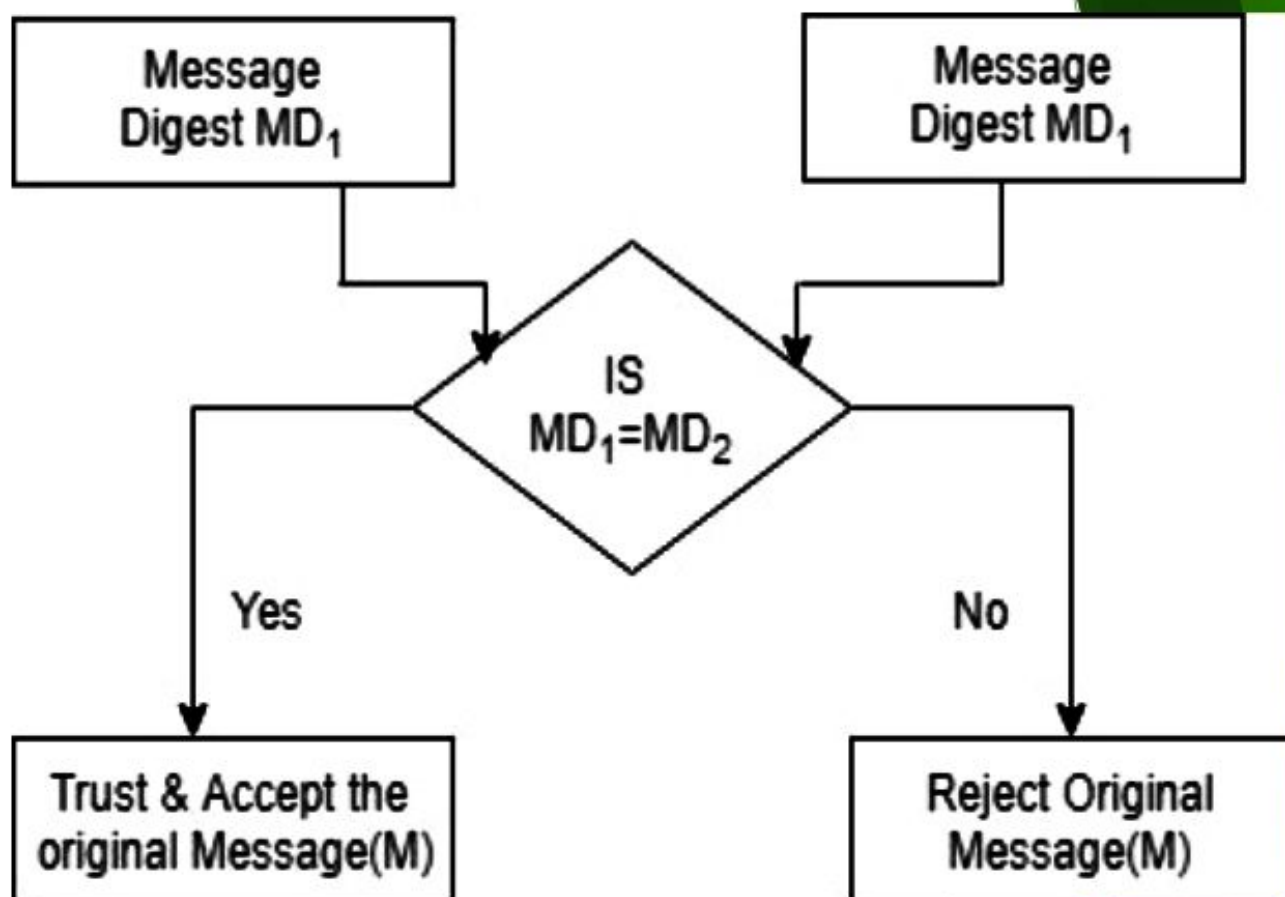 Message
Digest MD₁
Message
Digest MD₁
IS
MD₁=MD₂
Yes
No
Trust & Accept the
original Message(M)
Reject Original
Message(M)